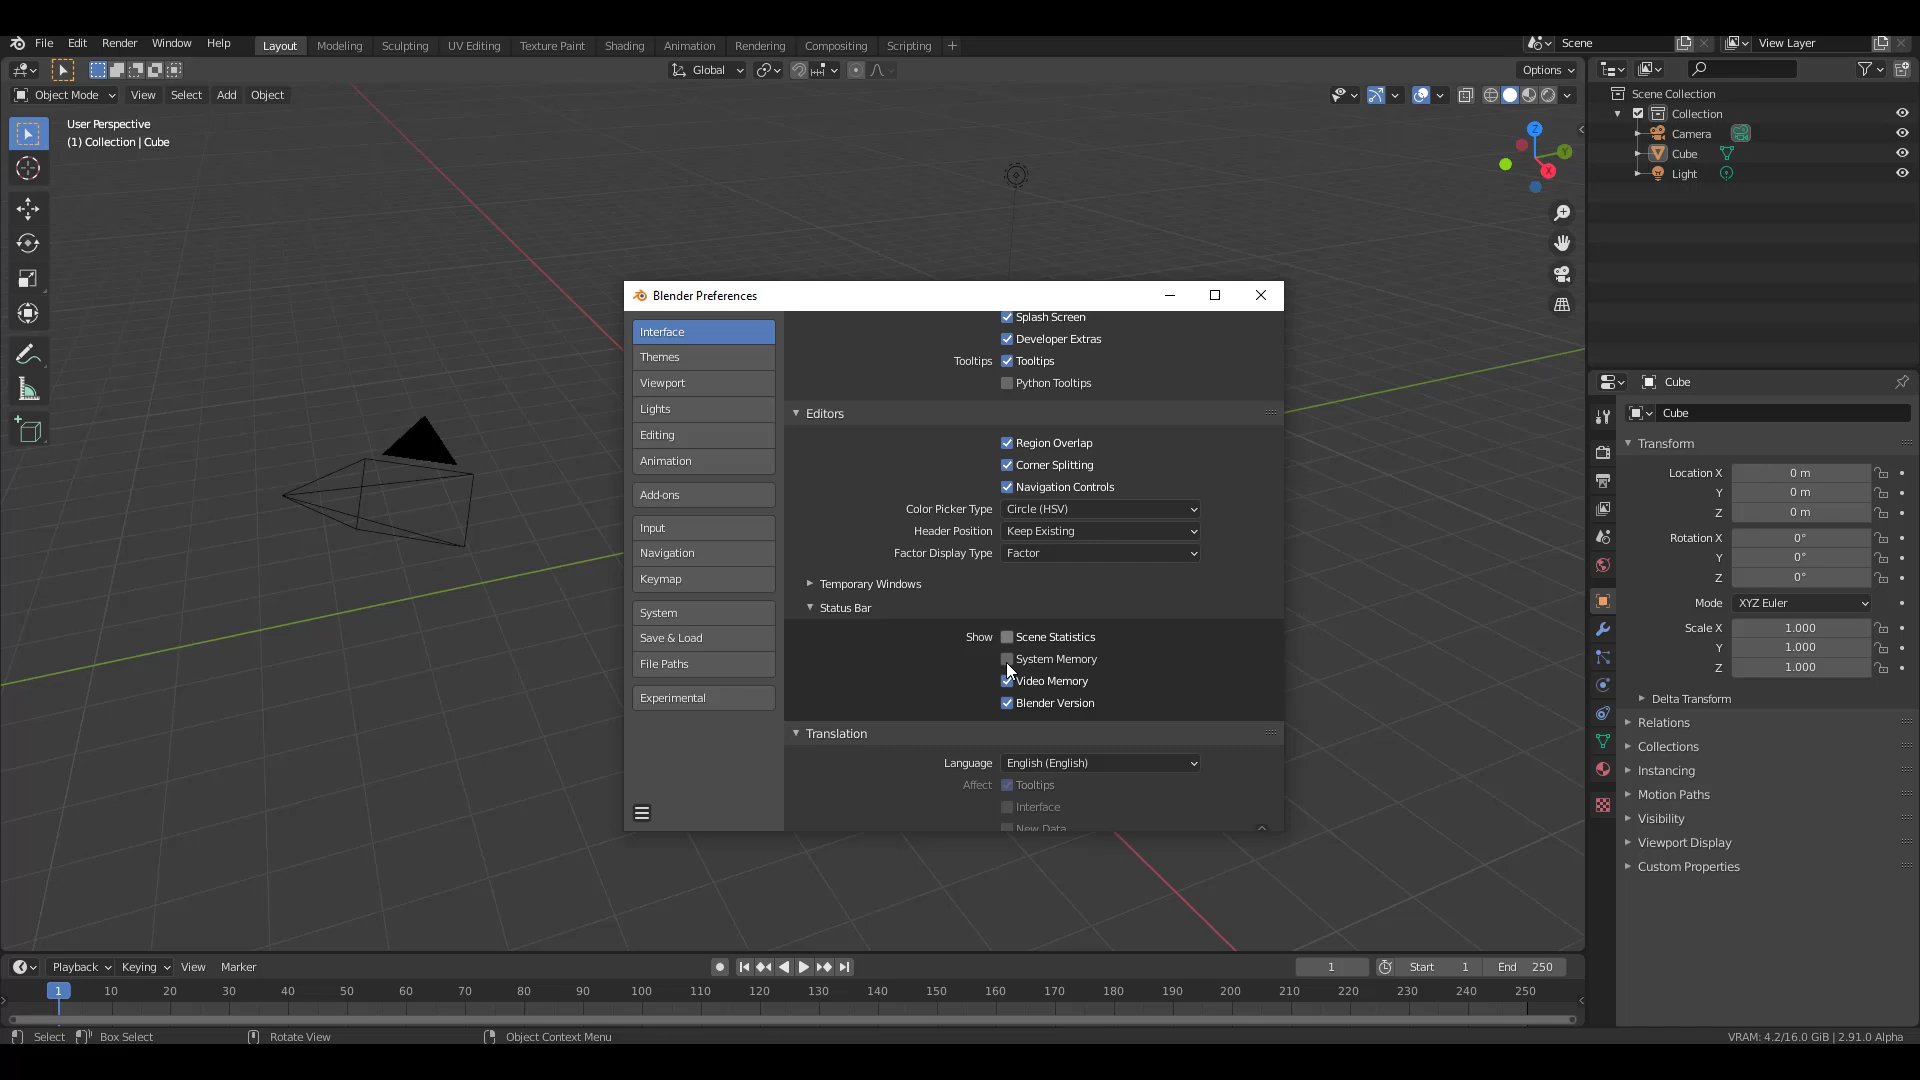 File Edit Render Window Help Layout Modeling Sculpting UV Editing Texture Paint Shading Animation Rendering Compositing Scripting + Scene View Layer
Global Options
Object Mode View Select Add Object
User Perspective
(1) Collection | Cube
Z
Y
X
Scene Collection
Collection
Camera
Cube
Light
Blender Preferences
Interface
Themes
Viewport
Lights
Editing
Animation
Add-ons
Input
Navigation
Keymap
System
Save & Load
File Paths
Experimental
Splash Screen
Developer Extras
Tooltips Tooltips
Python Tooltips
Editors
Region Overlap
Corner Splitting
Navigation Controls
Color Picker Type Circle (HSV)
Header Position Keep Existing
Factor Display Type Factor
Temporary Windows
Status Bar
Show Scene Statistics
System Memory
Video Memory
Blender Version
Translation
Language English (English)
Affect Tooltips
Interface
New Data
Cube
Cube
Transform
Location X 0 m
Y 0 m
Z 0 m
Rotation X 0°
Y 0°
Z 0°
Mode XYZ Euler
Scale X 1.000
Y 1.000
Z 1.000
Delta Transform
Relations
Collections
Instancing
Motion Paths
Visibility
Viewport Display
Custom Properties
Playback Keying View Marker 1 Start 1 End 250
1 10 20 30 40 50 60 70 80 90 100 110 120 130 140 150 160 170 180 190 200 210 220 230 240 250
Select Box Select Rotate View Object Context Menu VRAM: 4.2/16.0 GiB | 2.91.0 Alpha